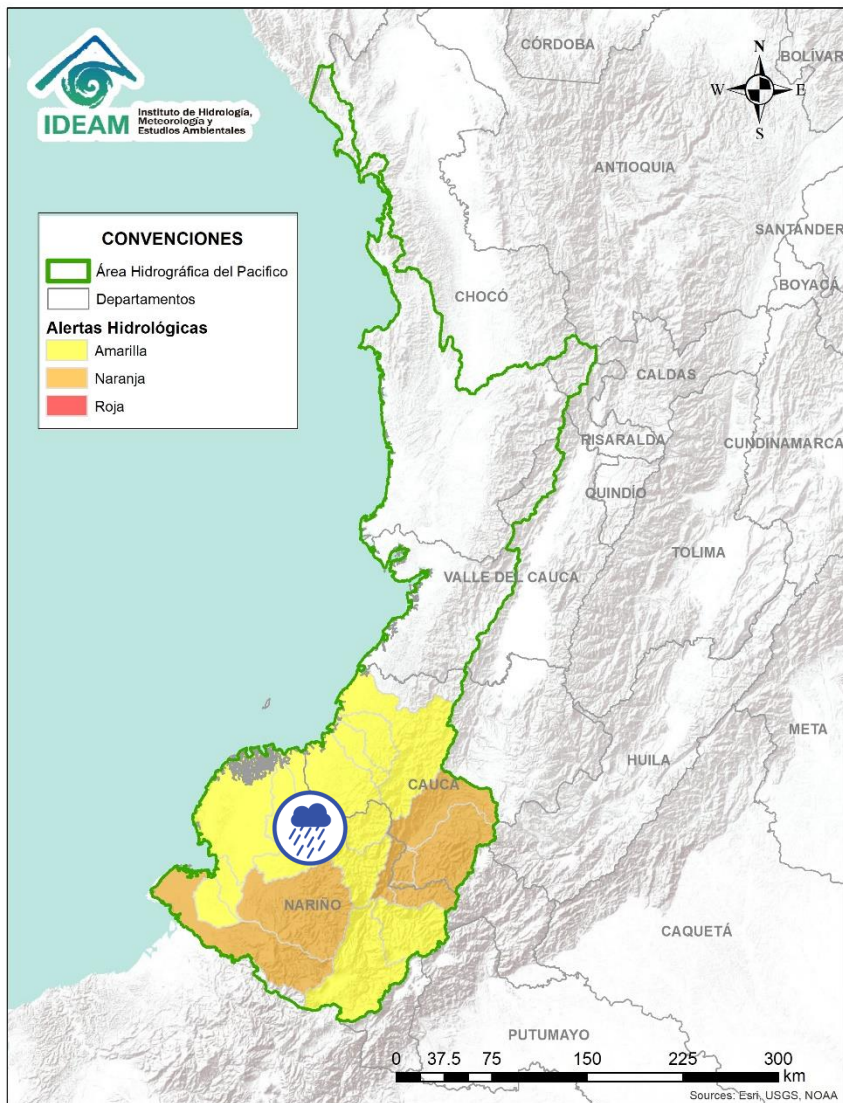 IDEAM
Instituto de Hidrología,
Meteorología y
Estudios Ambientales
CÓRDOBA
BOLÍVAR
N
W
E
S
ANTIOQUIA
SANTANDER
BOYACÁ
CONVENCIONES
Área Hidrográfica del Pacifico
Departamentos
Alertas Hidrológicas
Amarilla
Naranja
Roja
CHOCÓ
CALDAS
RISARALDA
CUNDINAMARCA
QUINDÍO
TOLIMA
VALLE DEL CAUCA
META
HUILA
CAUCA
NARIÑO
CAQUETÁ
PUTUMAYO
0 37.5 75 150 225 300
km
Sources: Esri, USGS, NOAA